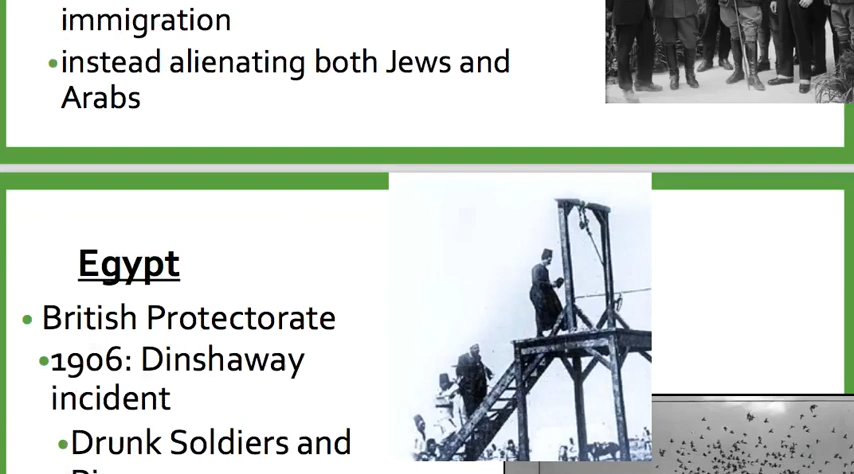 immigration
•instead alienating both Jews and
Arabs
Egypt
• British Protectorate
•1906: Dinshaway
incident
•Drunk Soldiers and